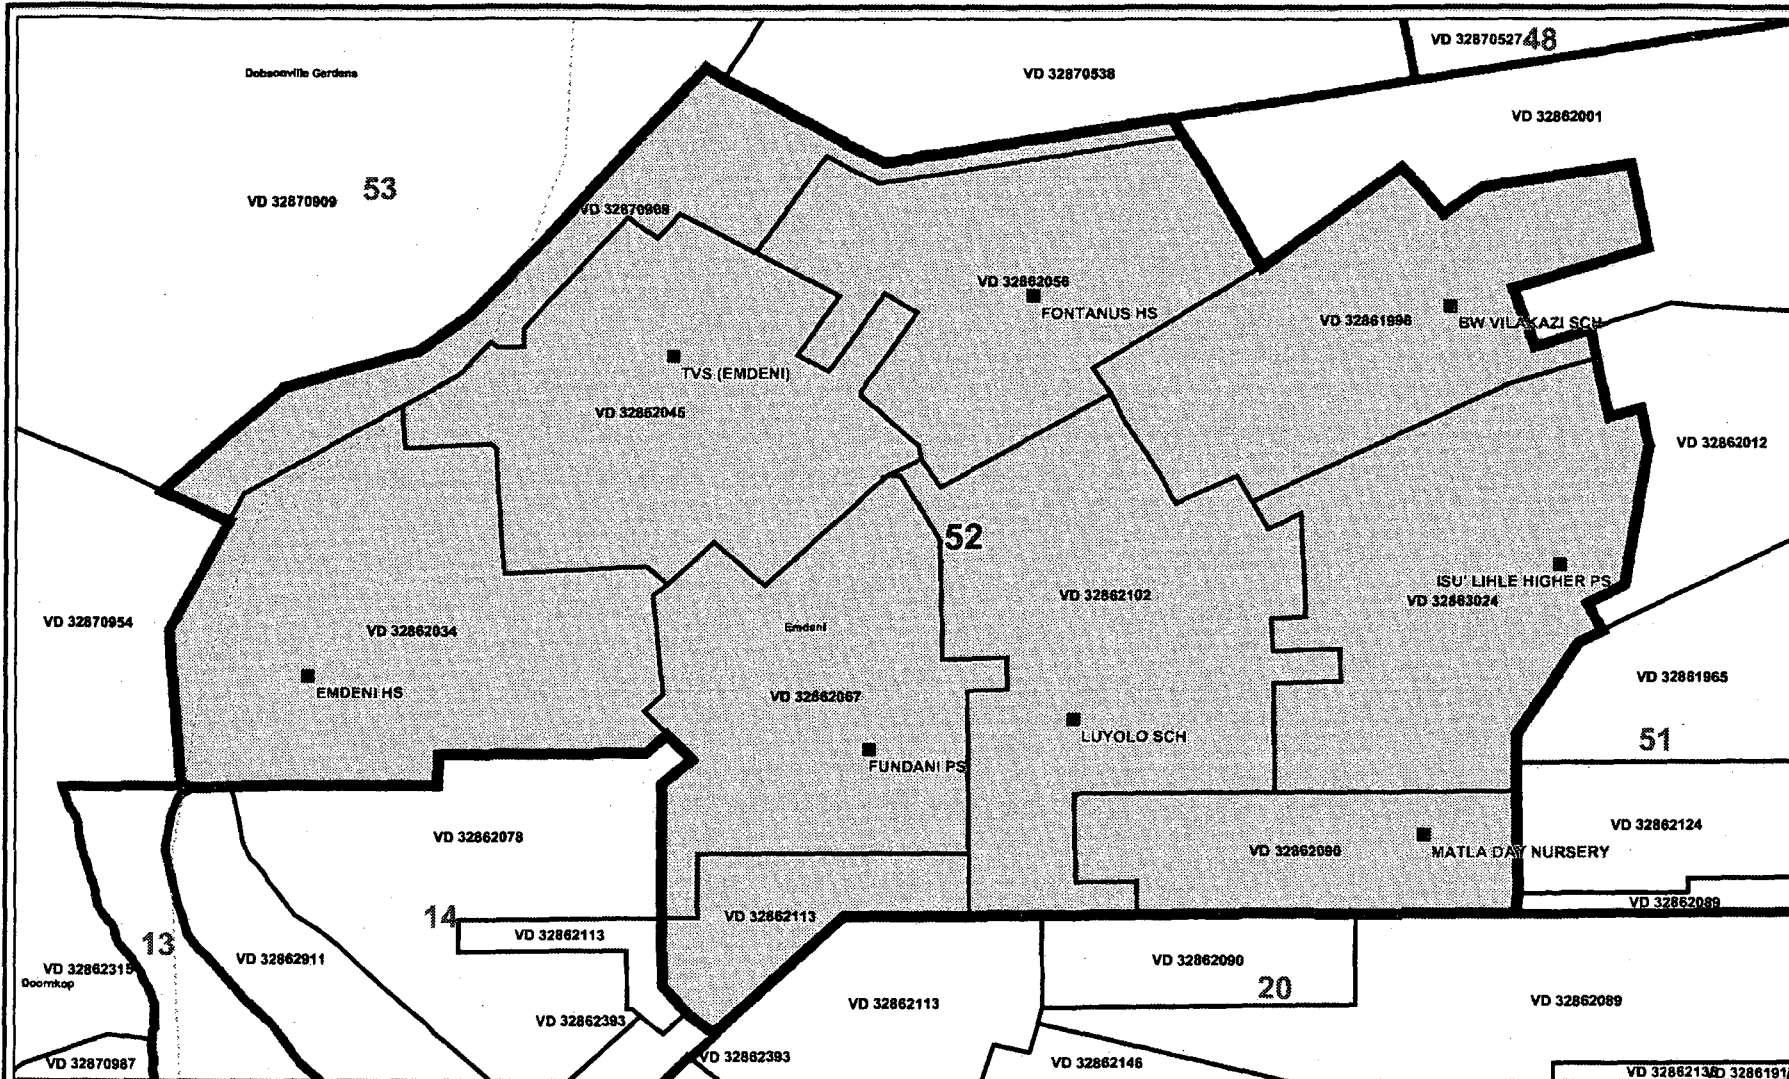 VD 32870527
48
Dobsonville Gardens
VD 32870538
VD 32862001
53
VD 32870909
VD 32870908
VD 32862056
FONTANUS HS
VD 32861998
BW VILAKAZI SCH
TVS (EMDENI)
VD 32862045
VD 32862012
52
ISU' LIHLE HIGHER PS
VD 32863024
VD 32862102
VD 32870954
VD 32862034
Emdeni
VD 32861965
EMDENI HS
VD 32862067
LUYOLO SCH
51
FUNDANI PS
VD 32862078
VD 32862124
VD 32862090
MATLA DAY NURSERY
VD 32862089
14
VD 32862113
VD 32862113
13
VD 32862315
Doornkop
VD 32862911
VD 32862090
20
VD 32862113
VD 32862089
VD 32862393
VD 32870987
VD 32862393
VD 32862146